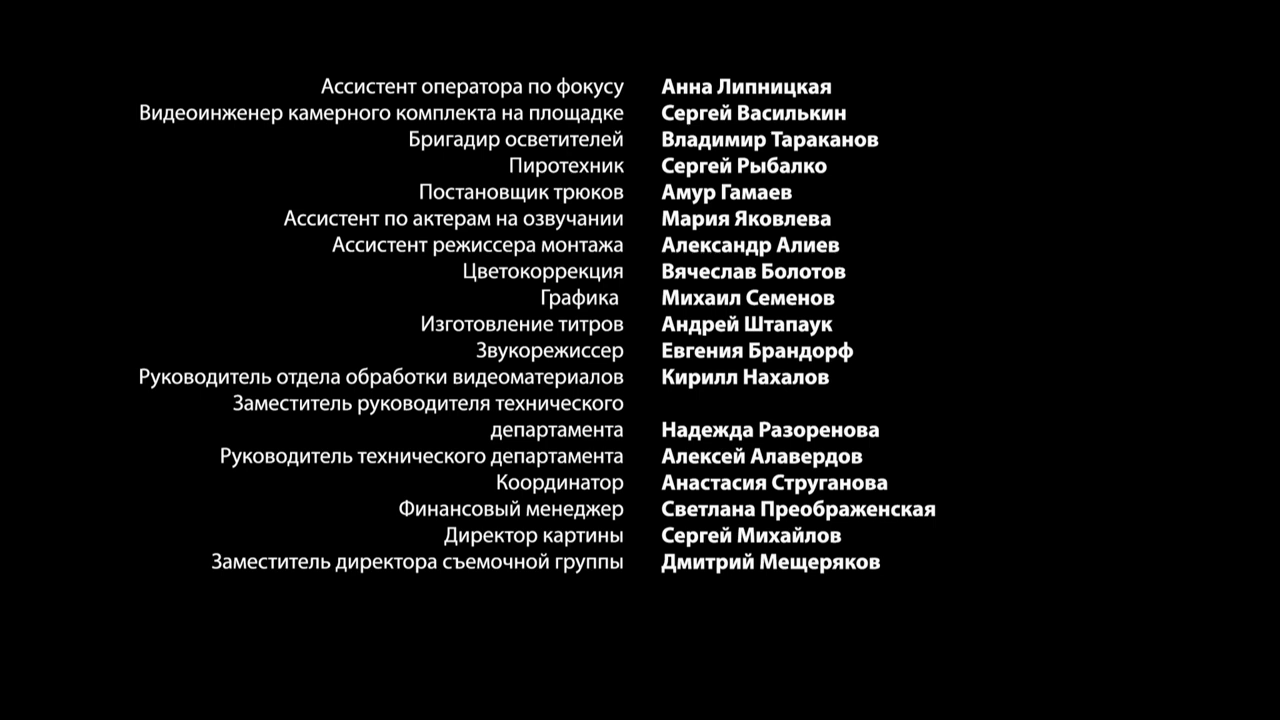 Ассистент оператора по фокусу Анна Липницкая
Видеоинженер камерного комплекта на площадке Сергей Василькин
Бригадир осветителей Владимир Тараканов
Пиротехник Сергей Рыбалко
Постановщик трюков Амур Гамаев
Ассистент по актерам на озвучании Мария Яковлева
Ассистент режиссера монтажа Александр Алиев
Цветокоррекция Вячеслав Болотов
Графика Михаил Семенов
Изготовление титров Андрей Штапаук
Звукорежиссер Евгения Брандорф
Руководитель отдела обработки видеоматериалов Кирилл Нахалов
Заместитель руководителя технического
департамента Надежда Разоренова
Руководитель технического департамента Алексей Алавердов
Координатор Анастасия Струганова
Финансовый менеджер Светлана Преображенская
Директор картины Сергей Михайлов
Заместитель директора съемочной группы Дмитрий Мещеряков